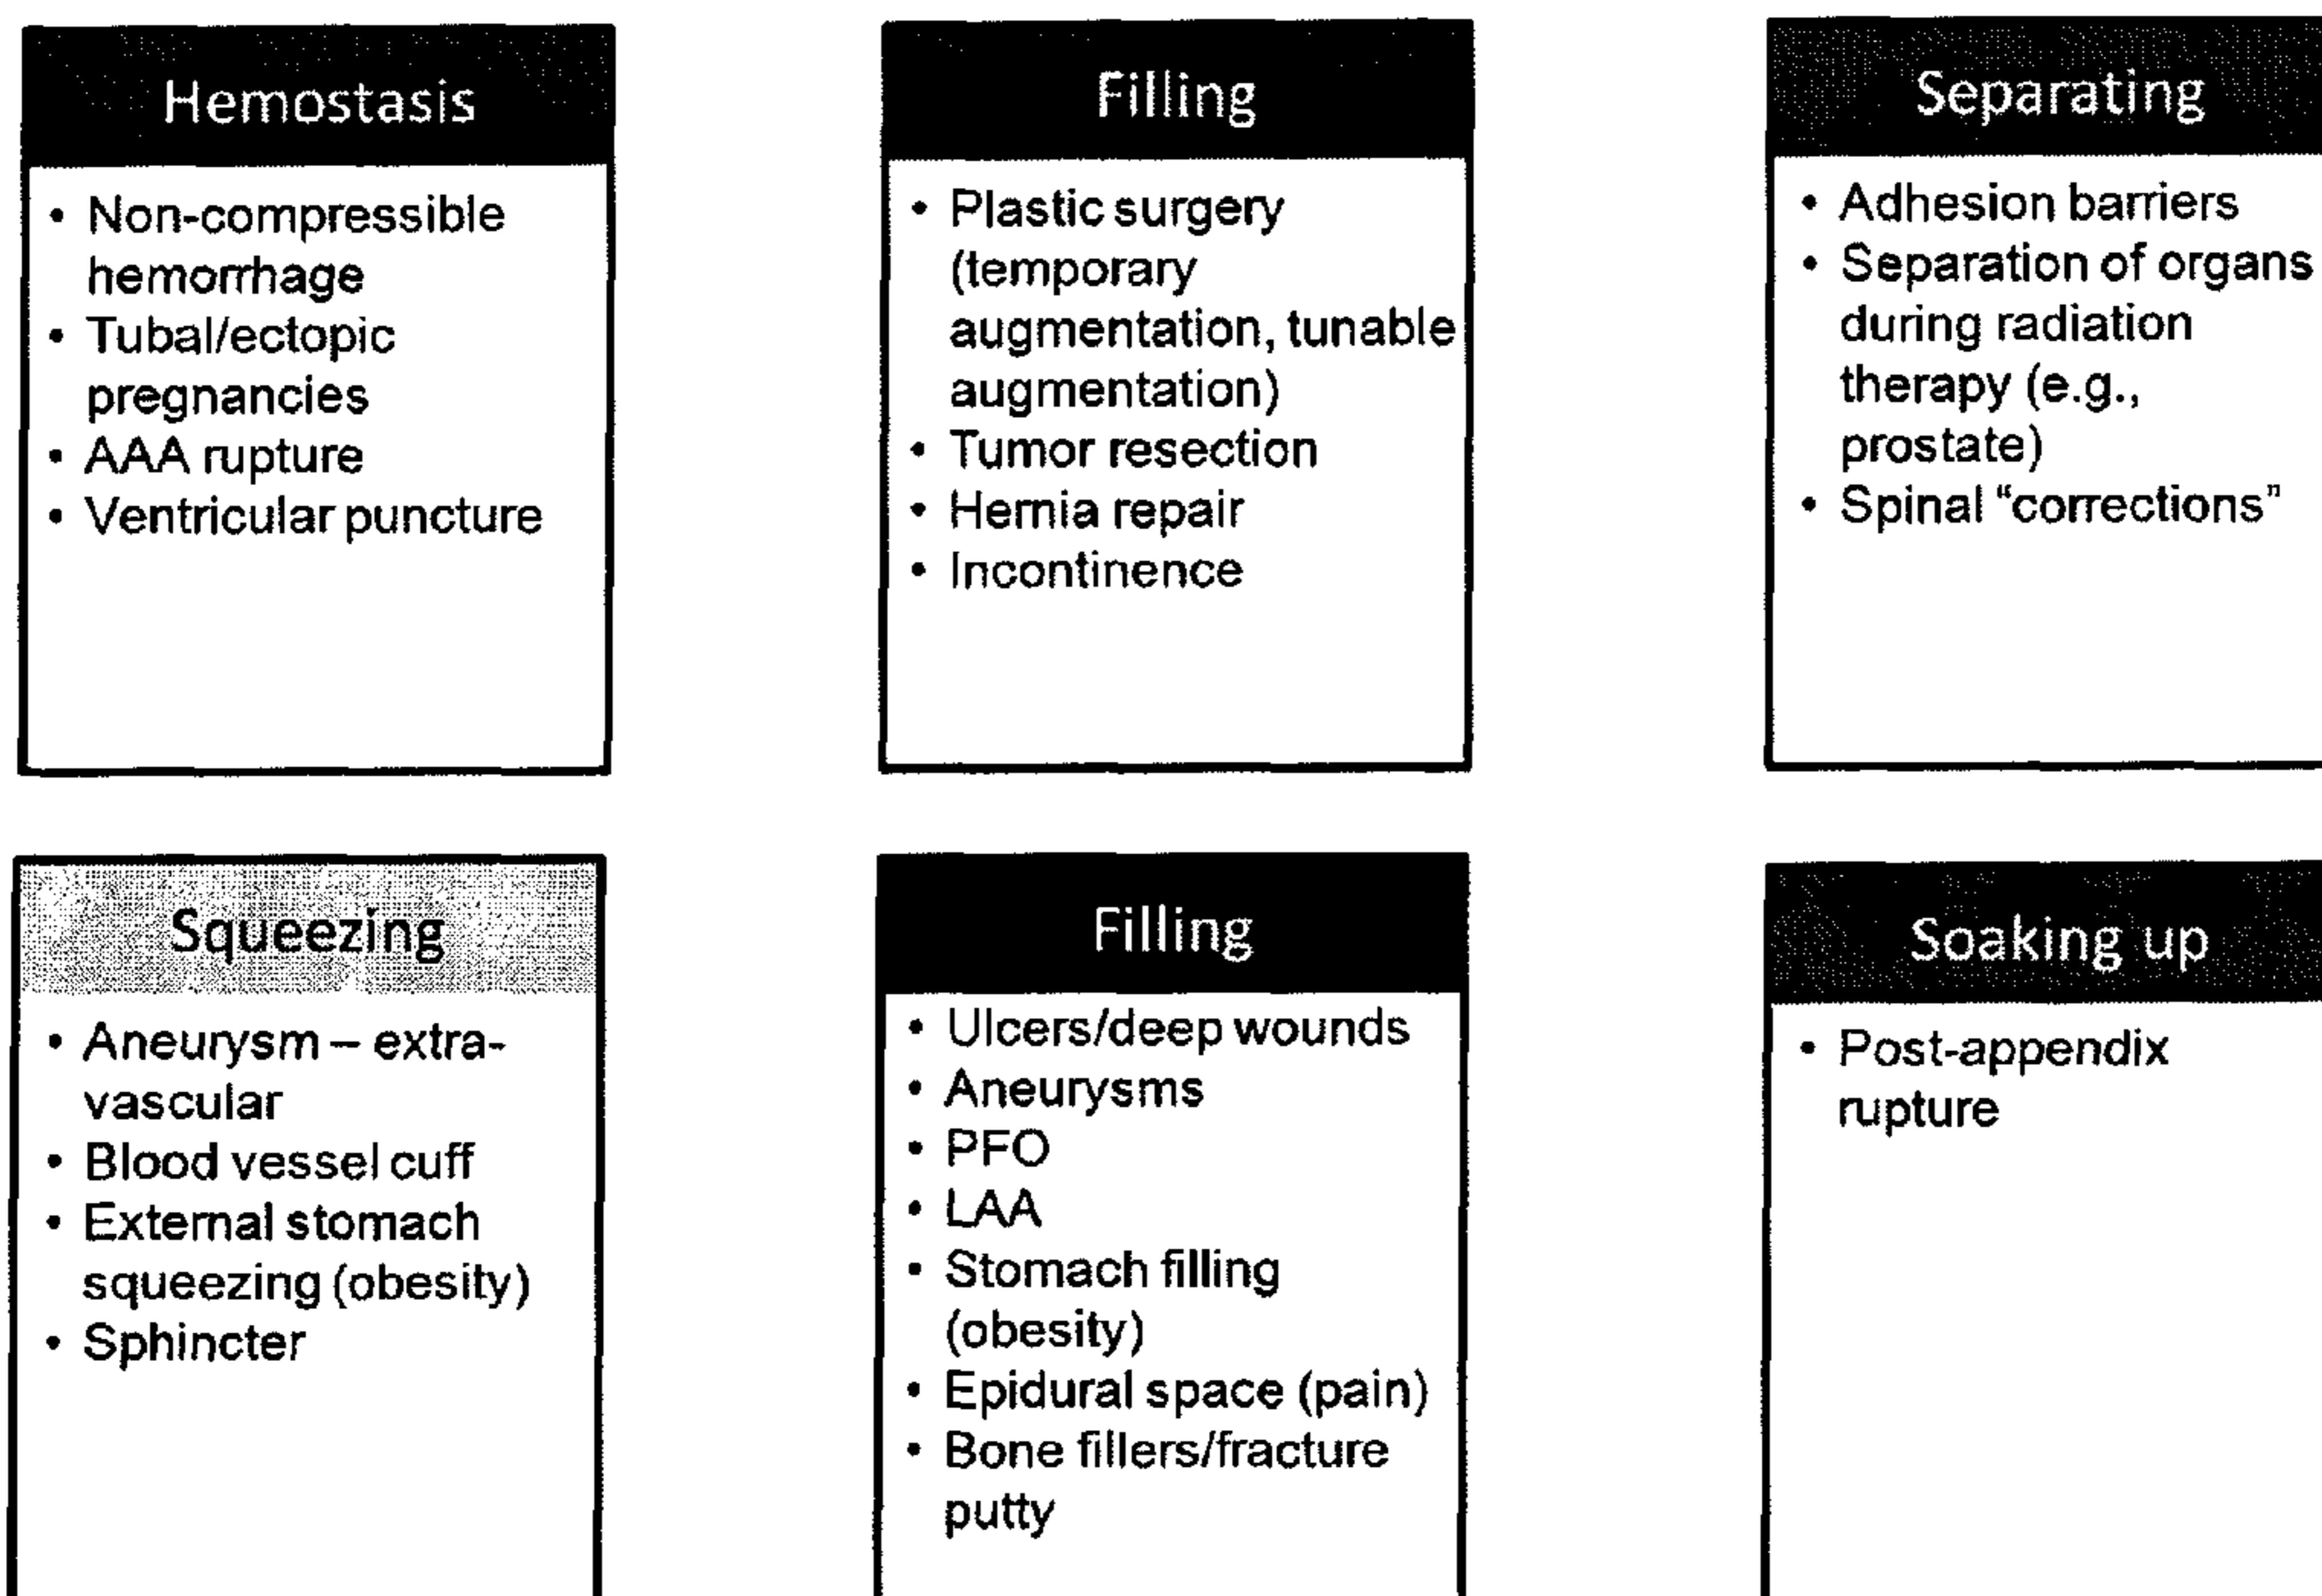 Hemostasis
• Non-compressible
hemorrhage
• Tubal/ectopic
pregnancies
• AAA rupture
• Ventricular puncture
Filling
• Plastic surgery
(temporary
augmentation, tunable
augmentation)
• Tumor resection
• Hernia repair
• Incontinence
Separating
• Adhesion barriers
• Separation of organs
during radiation
therapy (e.g.,
prostate)
• Spinal “corrections”
Squeezing
• Aneurysm – extra-
vascular
• Blood vessel cuff
• External stomach
squeezing (obesity)
• Sphincter
Filling
• Ulcers/deep wounds
• Aneurysms
• PFO
• LAA
• Stomach filling
(obesity)
• Epidural space (pain)
• Bone fillers/fracture
putty
Soaking up
• Post-appendix
rupture